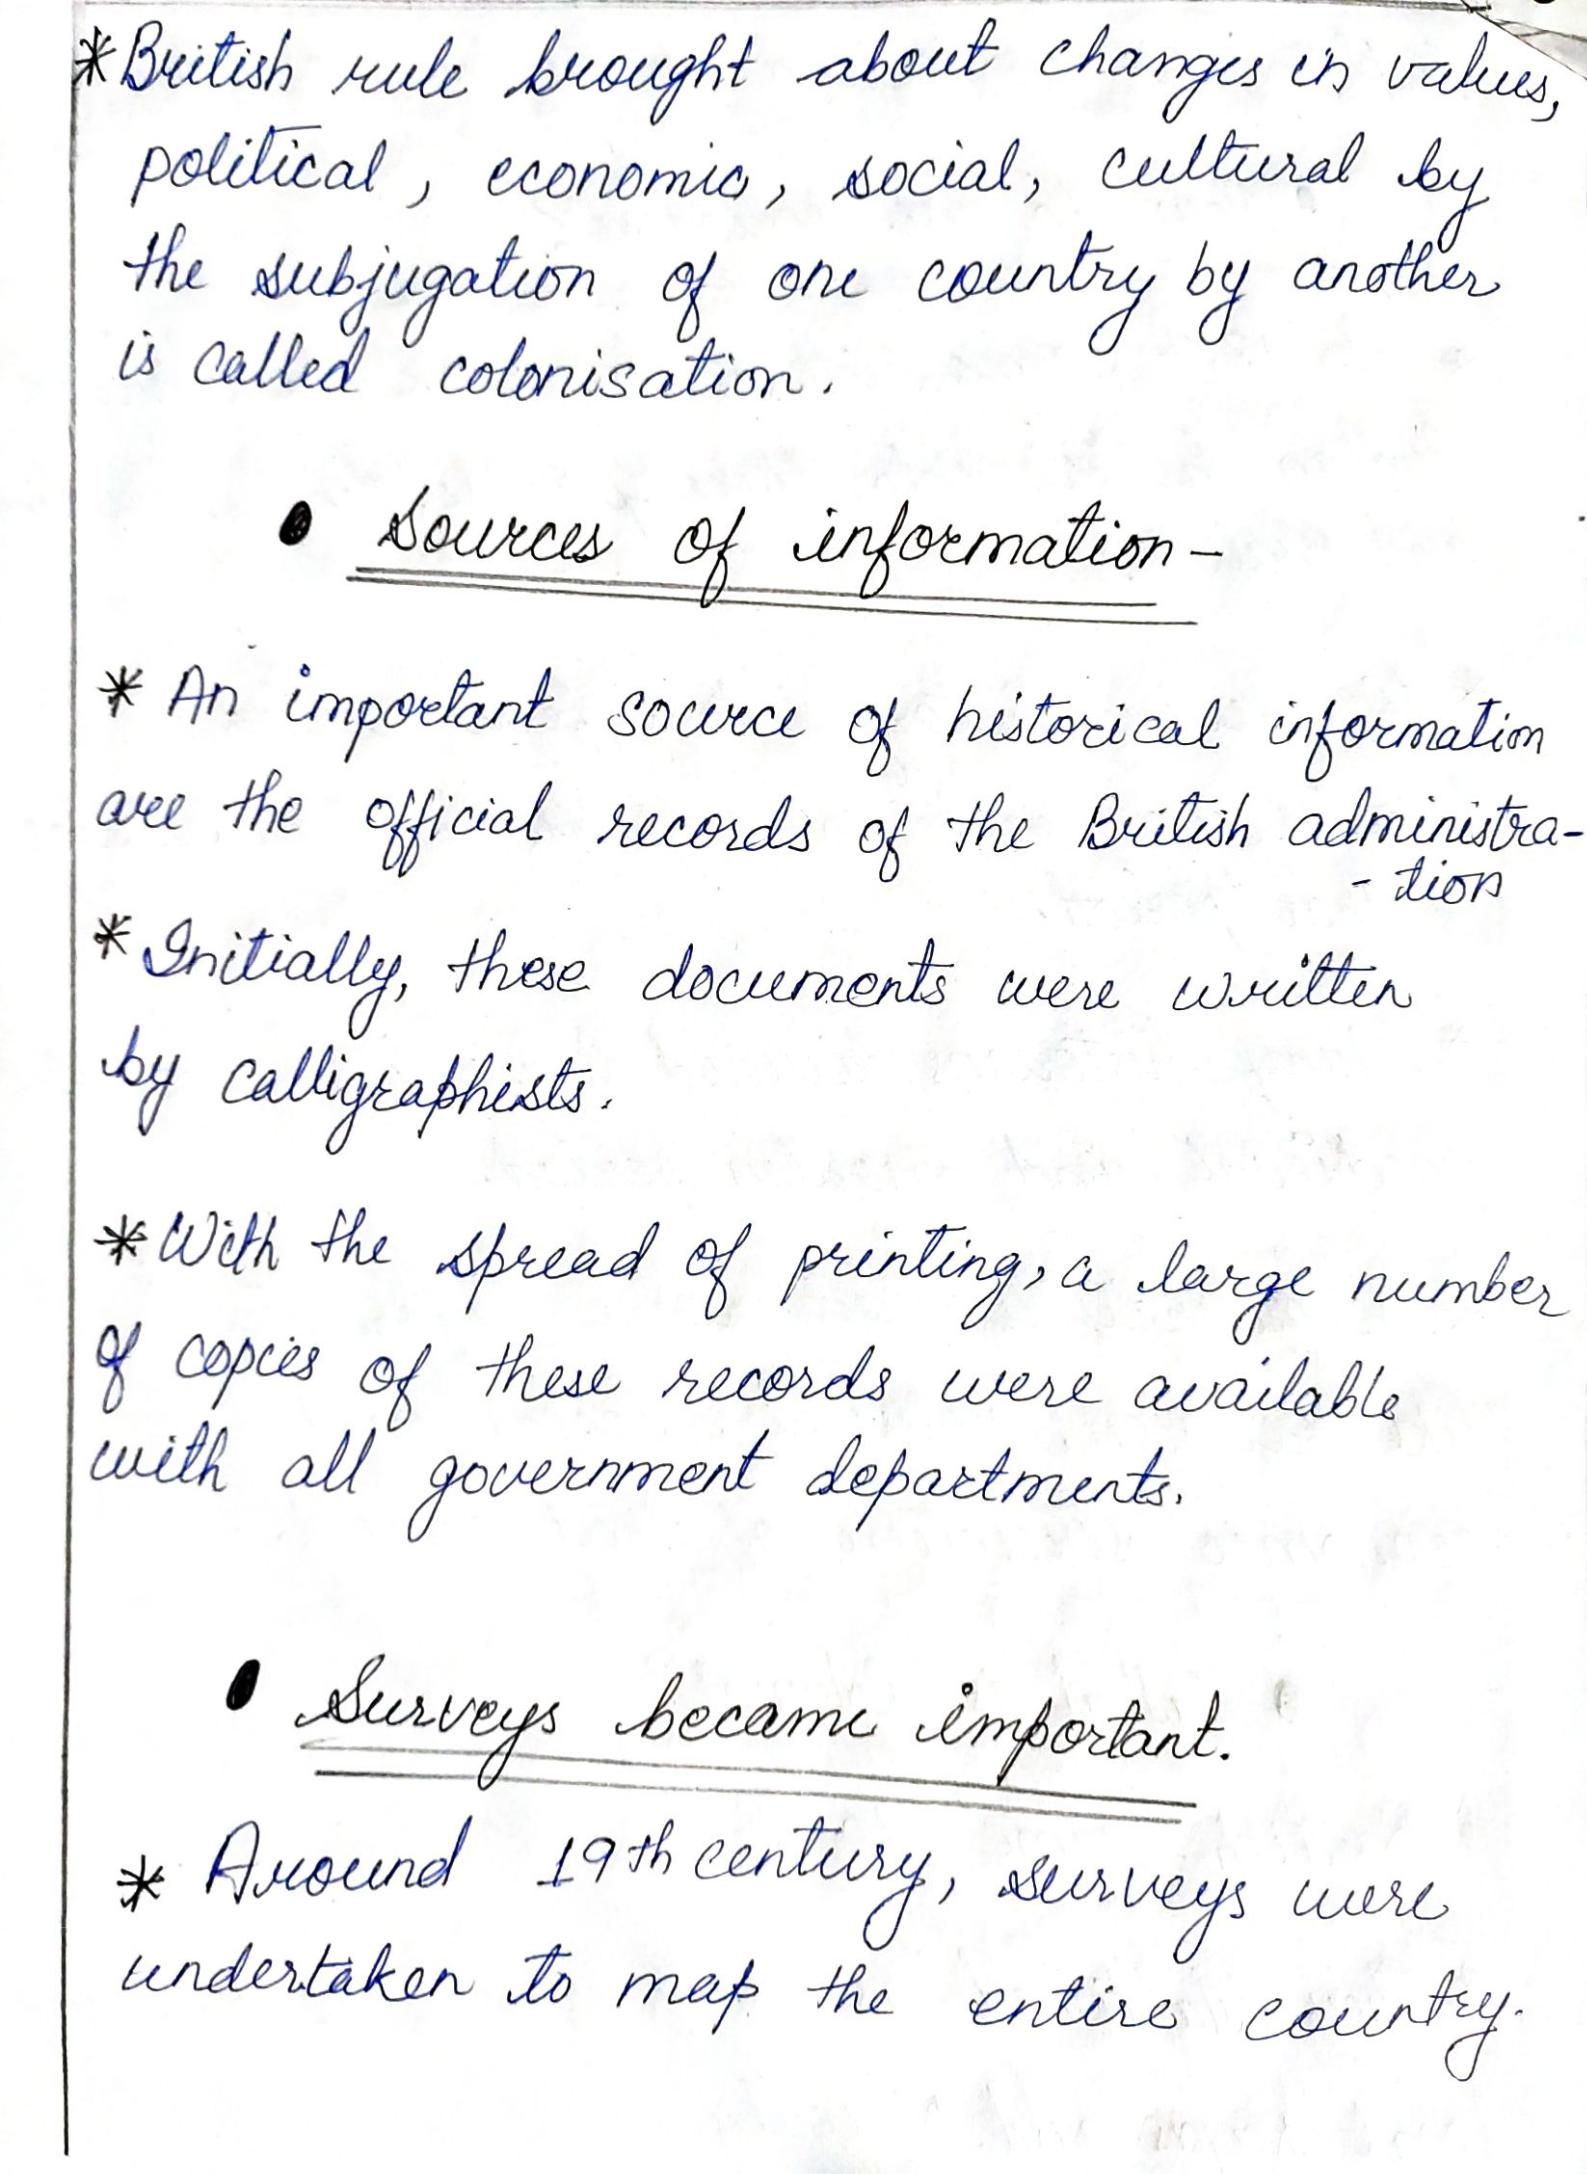 * British rule brought about changes in values,
political, economic, social, cultural by
the subjugation of one country by another
is called colonisation.
• Sources of information -
* An important source of historical information
are the official records of the British administra-
- tion
* Initially, these documents were written
by calligraphists.
* With the spread of printing, a large number
of copies of these records were available
with all government departments.
• Surveys became important.
* Around 19th century, surveys were
undertaken to map the entire country.